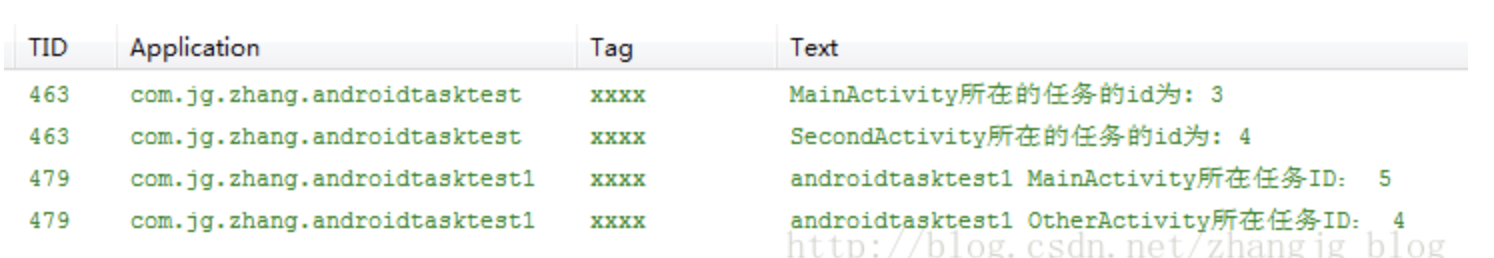 TID Application Tag Text
463 com.jg.zhang.androidtasktest xxxx MainActivity所在的任务的id为: 3
463 com.jg.zhang.androidtasktest xxxx SecondActivity所在的任务的id为: 4
479 com.jg.zhang.androidtasktest1 xxxx androidtasktest1 MainActivity所在任务ID： 5
479 com.jg.zhang.androidtasktest1 xxxx androidtasktest1 OtherActivity所在任务ID： 4
http://blog.csdn.net/zhangjg_blog